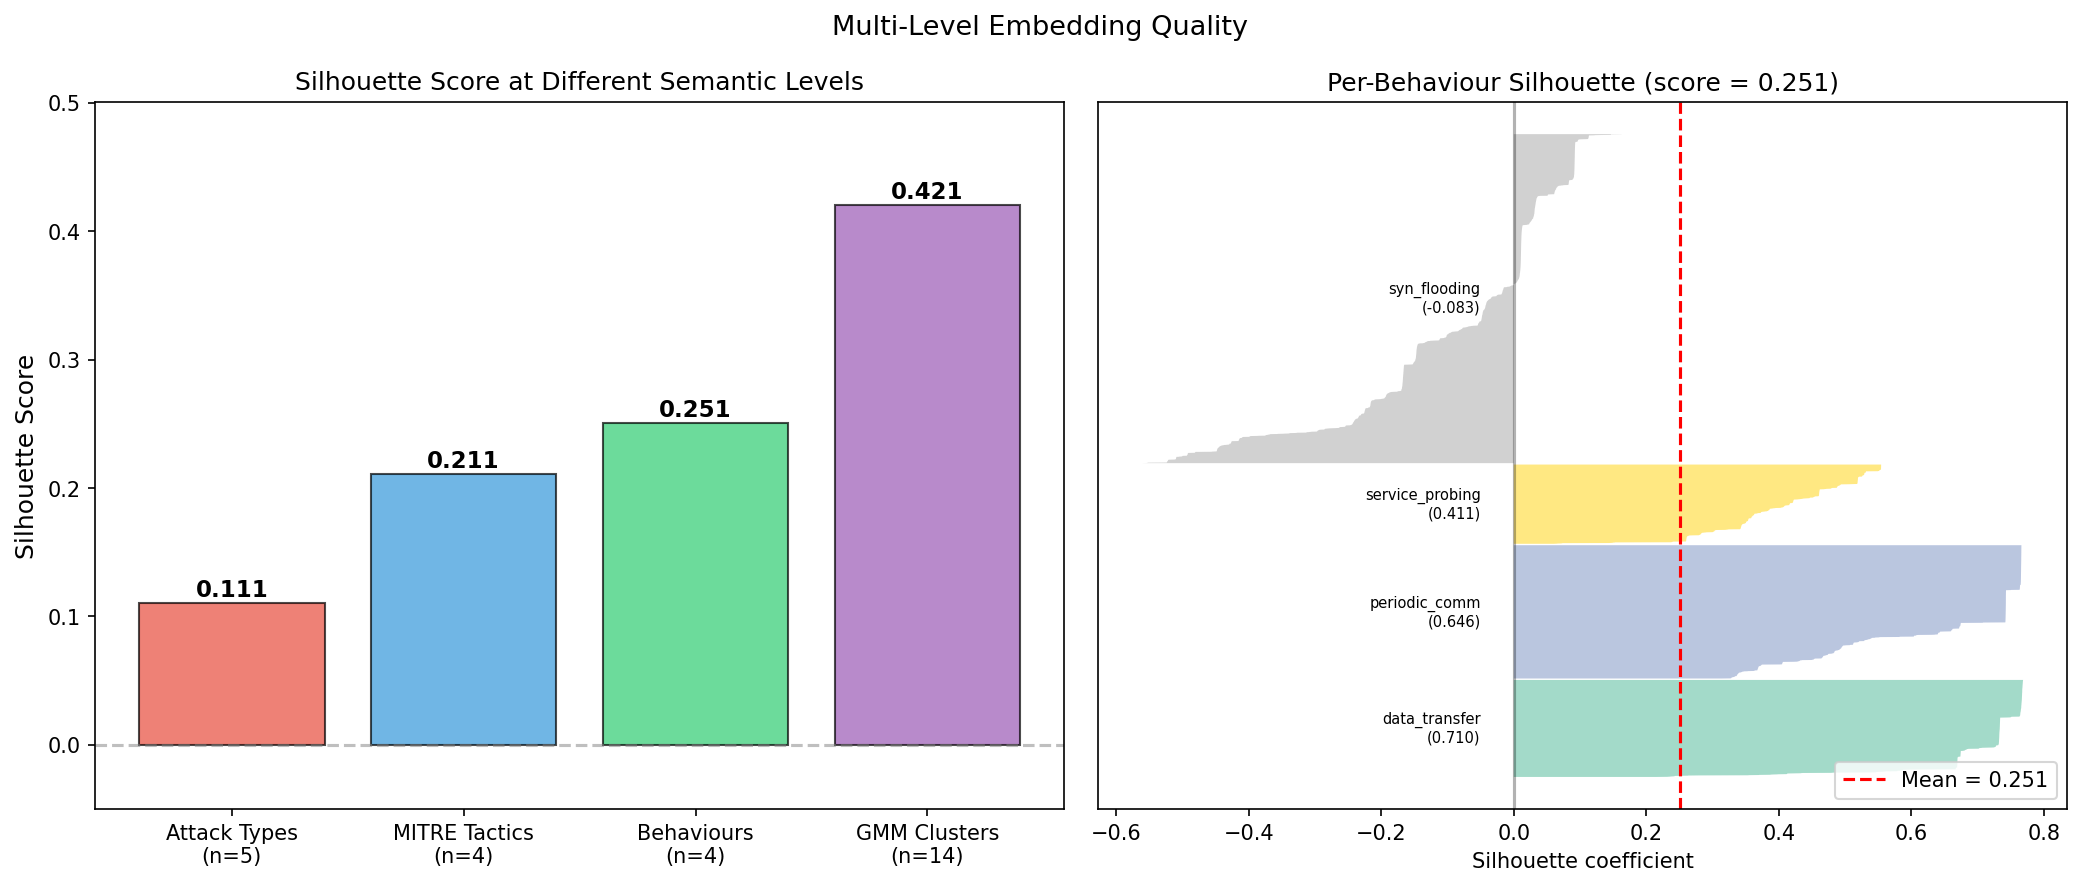 Multi-Level Embedding Quality
Silhouette Score at Different Semantic Levels
Silhouette Score
0.5
0.4
0.3
0.2
0.1
0.0
0.111
0.211
0.251
0.421
Attack Types
(n=5)
MITRE Tactics
(n=4)
Behaviours
(n=4)
GMM Clusters
(n=14)
Per-Behaviour Silhouette (score = 0.251)
syn_flooding
(-0.083)
service_probing
(0.411)
periodic_comm
(0.646)
data_transfer
(0.710)
Mean = 0.251
−0.6
−0.4
−0.2
0.0
0.2
0.4
0.6
0.8
Silhouette coefficient